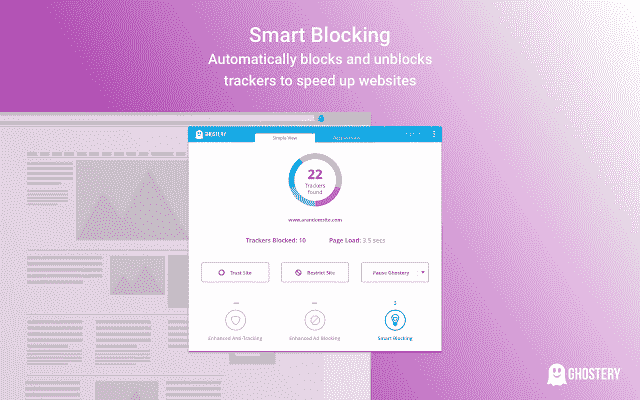 Smart Blocking
Automatically blocks and unblocks
trackers to speed up websites
GHOSTERY
Simple View
22
Trackers
found
www.arandomsite.com
Trackers Blocked: 10 Page Load: 3.5 secs
Trust Site Restrict Site Pause Ghostery
2
Enhanced Anti-Tracking Enhanced Ad Blocking Smart Blocking
GHOSTERY